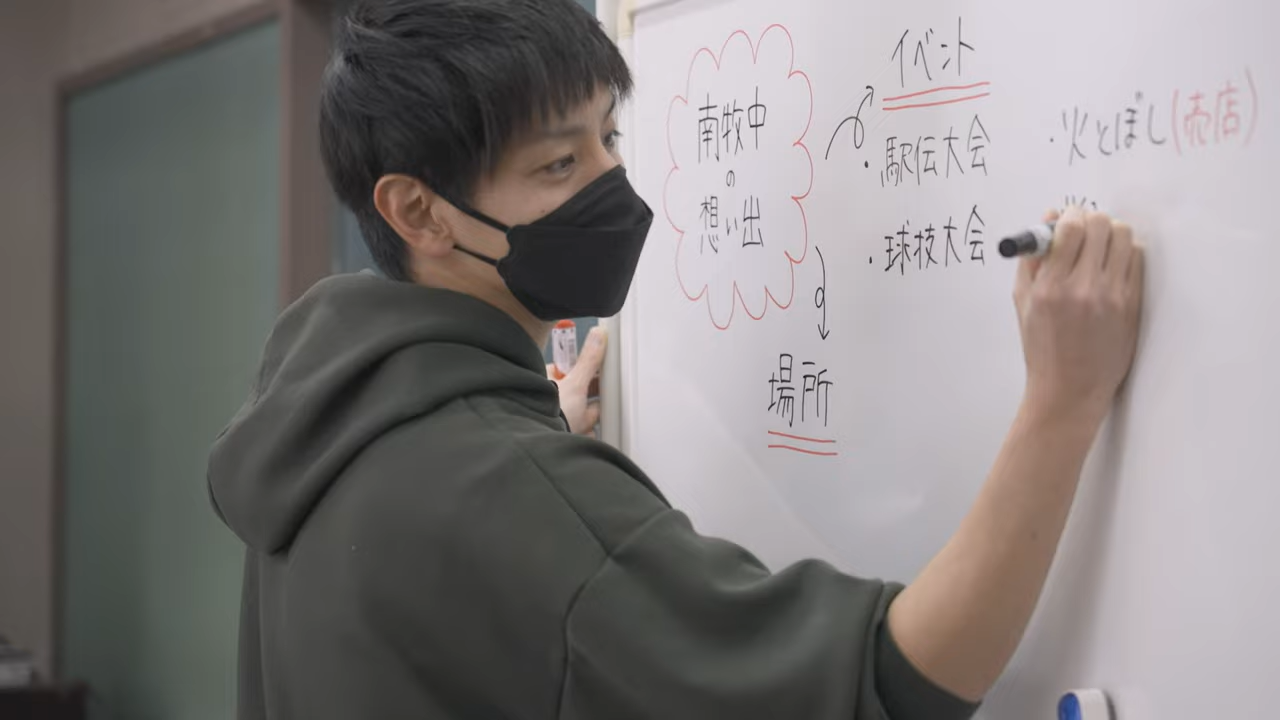 南牧中
の
想い出
イベント
・駅伝大会
・球技大会
・火とぼし(売店)
場所